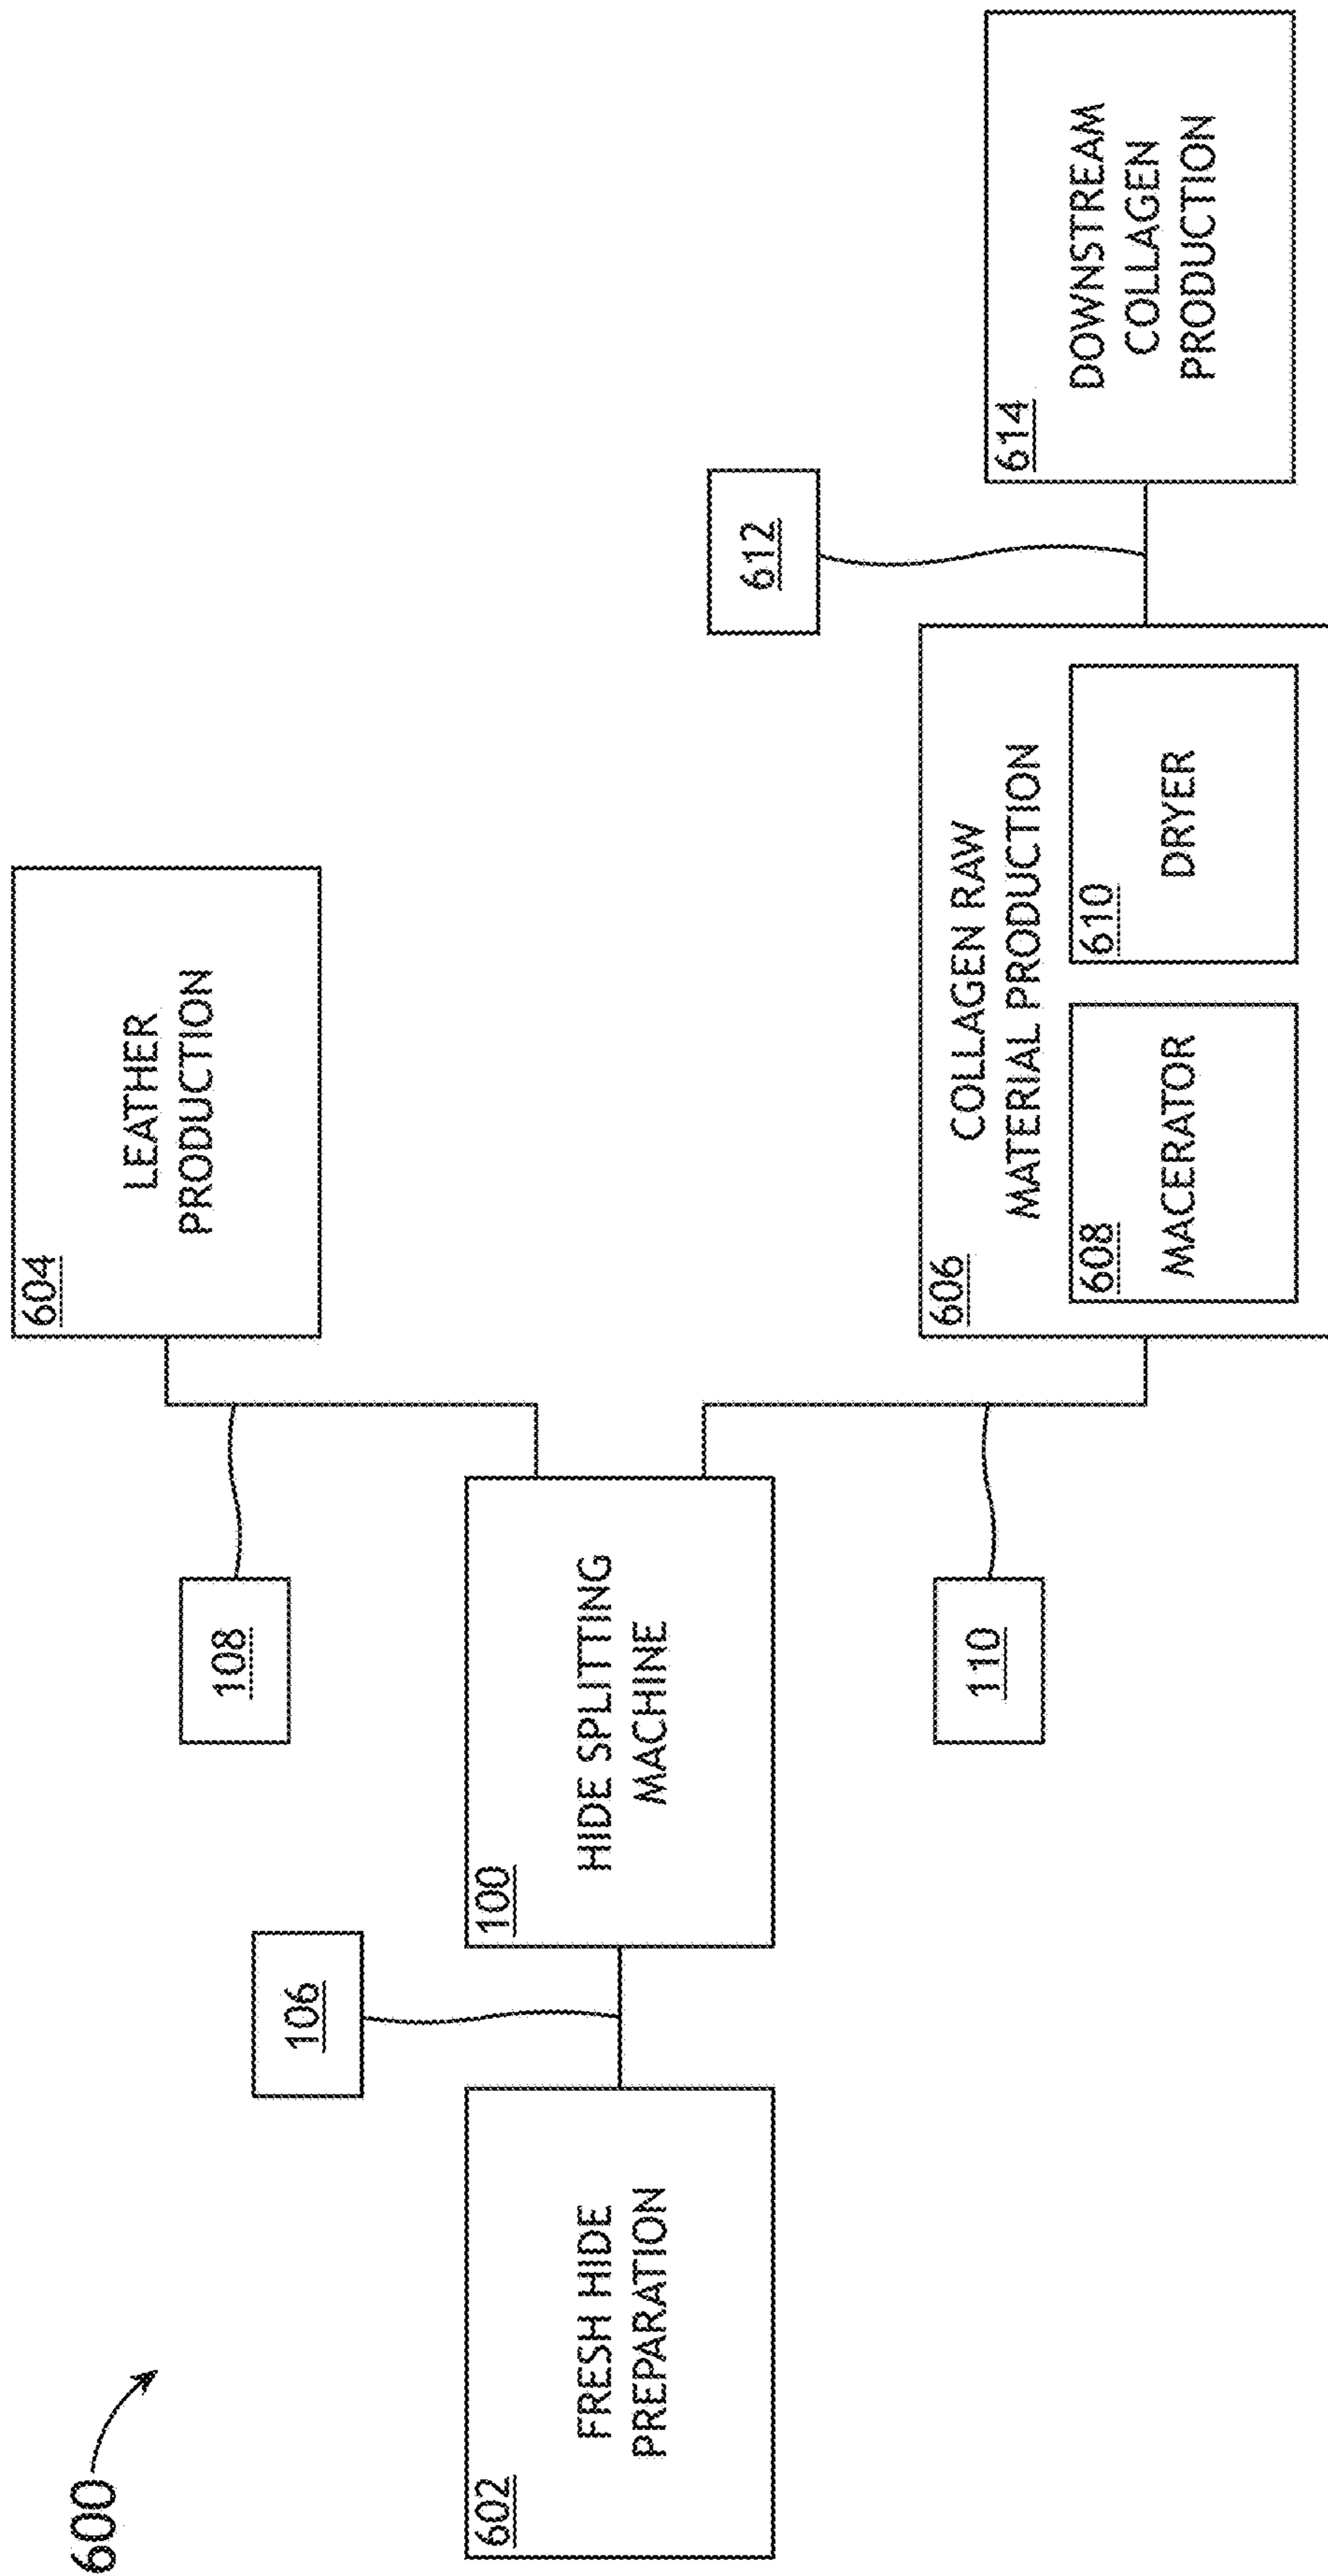 600
602
FRESH HIDE
PREPARATION
106
100
HIDE SPLITTING
MACHINE
108
110
604
LEATHER
PRODUCTION
606
COLLAGEN RAW
MATERIAL PRODUCTION
608
MACERATOR
610
DRYER
612
614
DOWNSTREAM
COLLAGEN
PRODUCTION